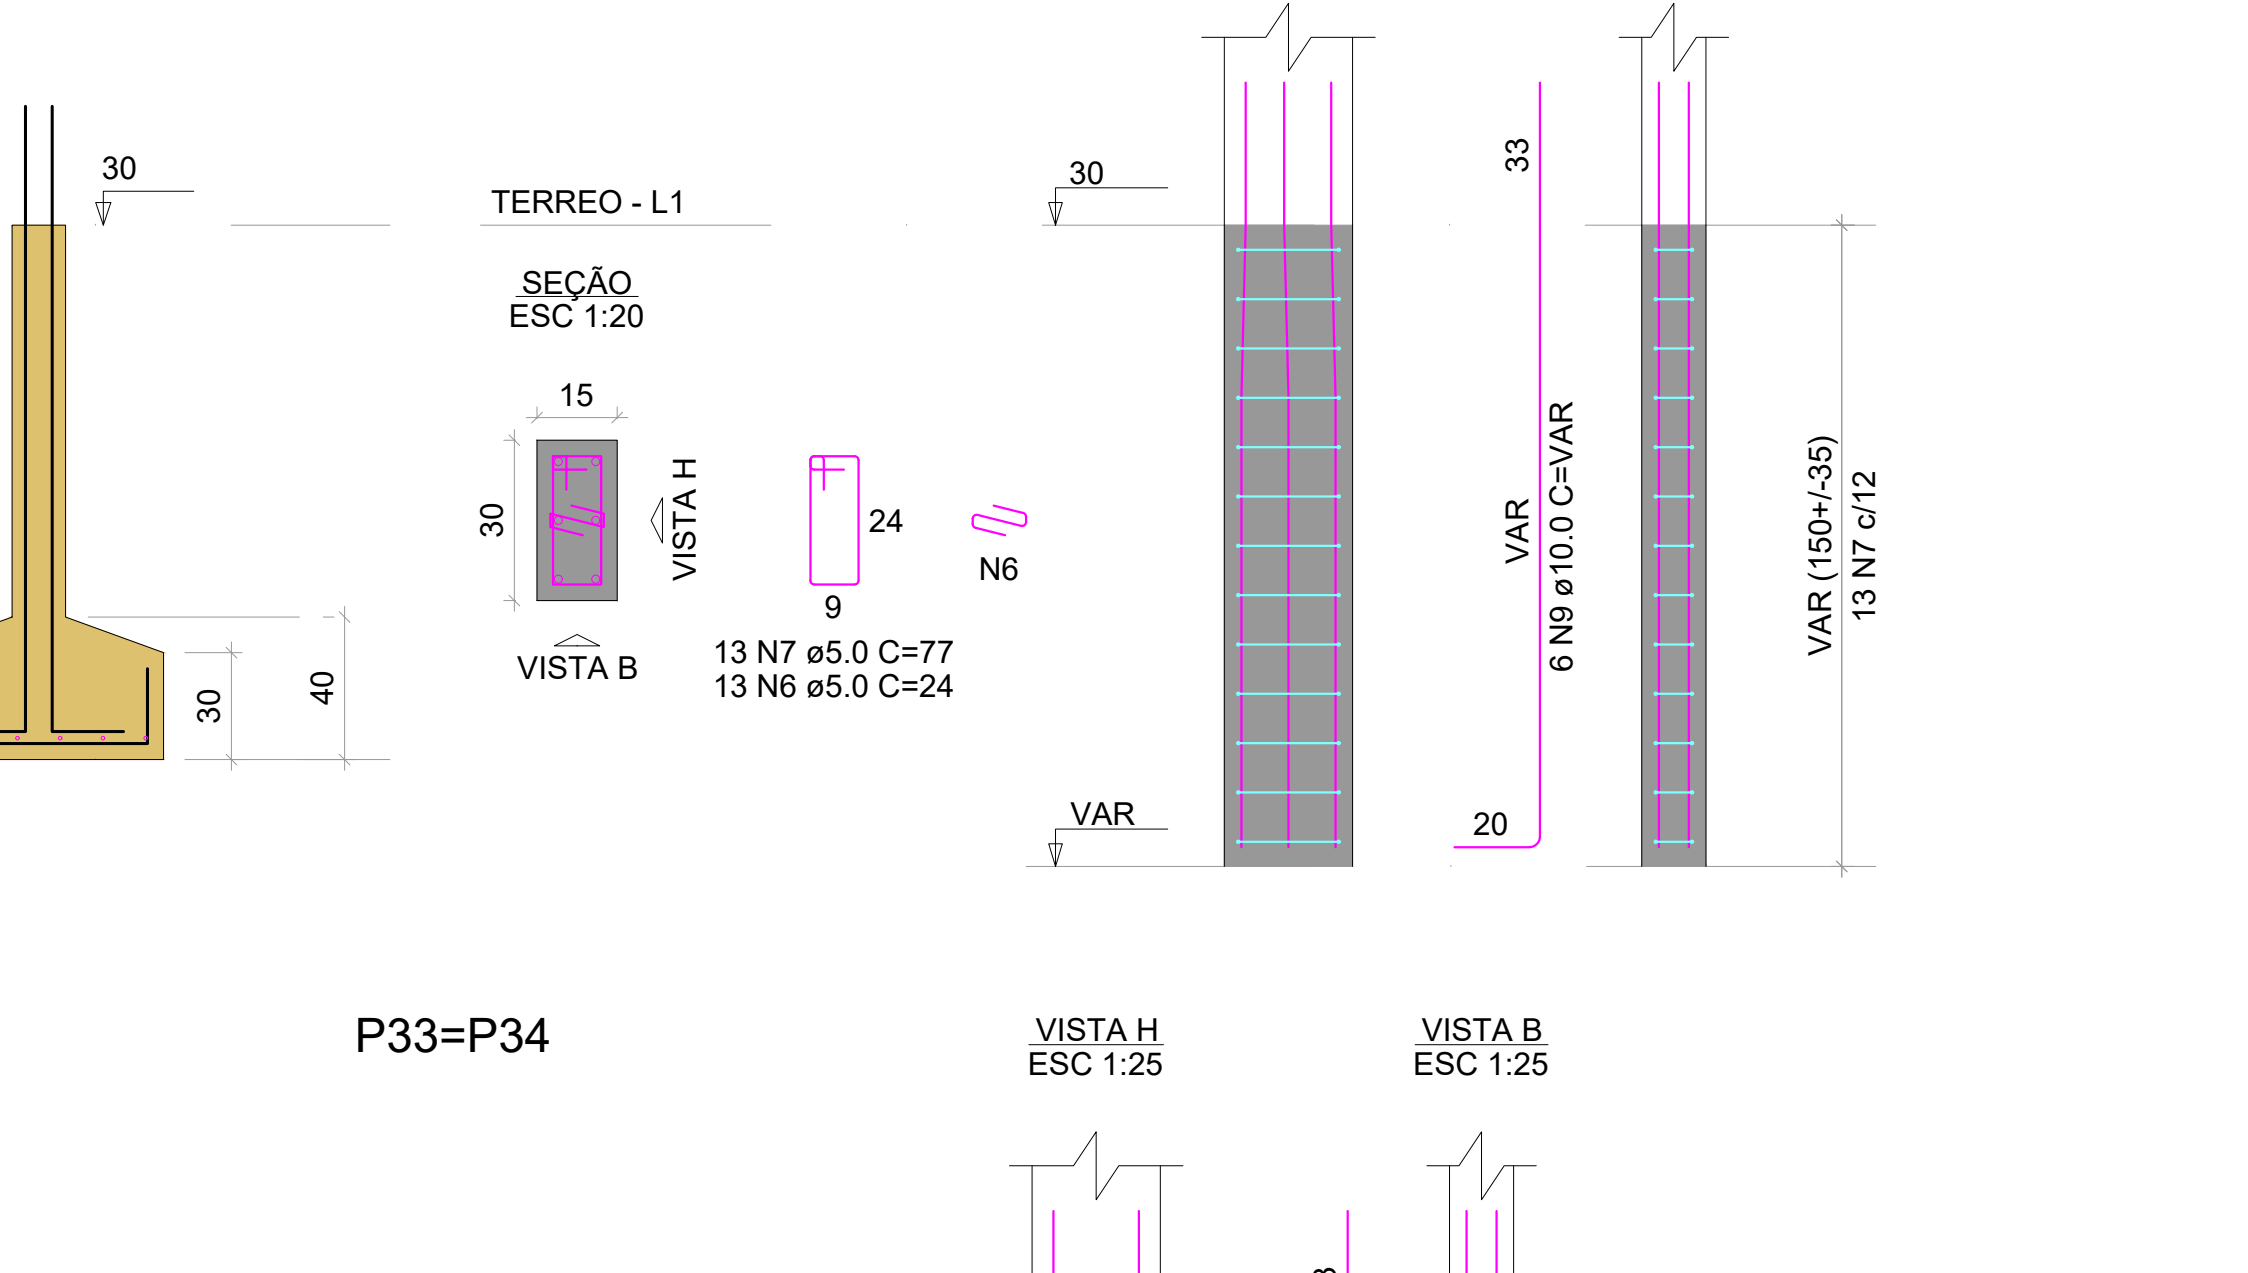 30
TERREO - L1
SEÇÃO
ESC 1:20
15
30
VISTA H
VISTA B
24
9
N6
13 N7 ø5.0 C=77
13 N6 ø5.0 C=24
30
40
30
VAR
33
VAR
6 N9 ø10.0 C=VAR
20
VAR (150+/-35)
13 N7 c/12
P33=P34
VISTA H
ESC 1:25
VISTA B
ESC 1:25